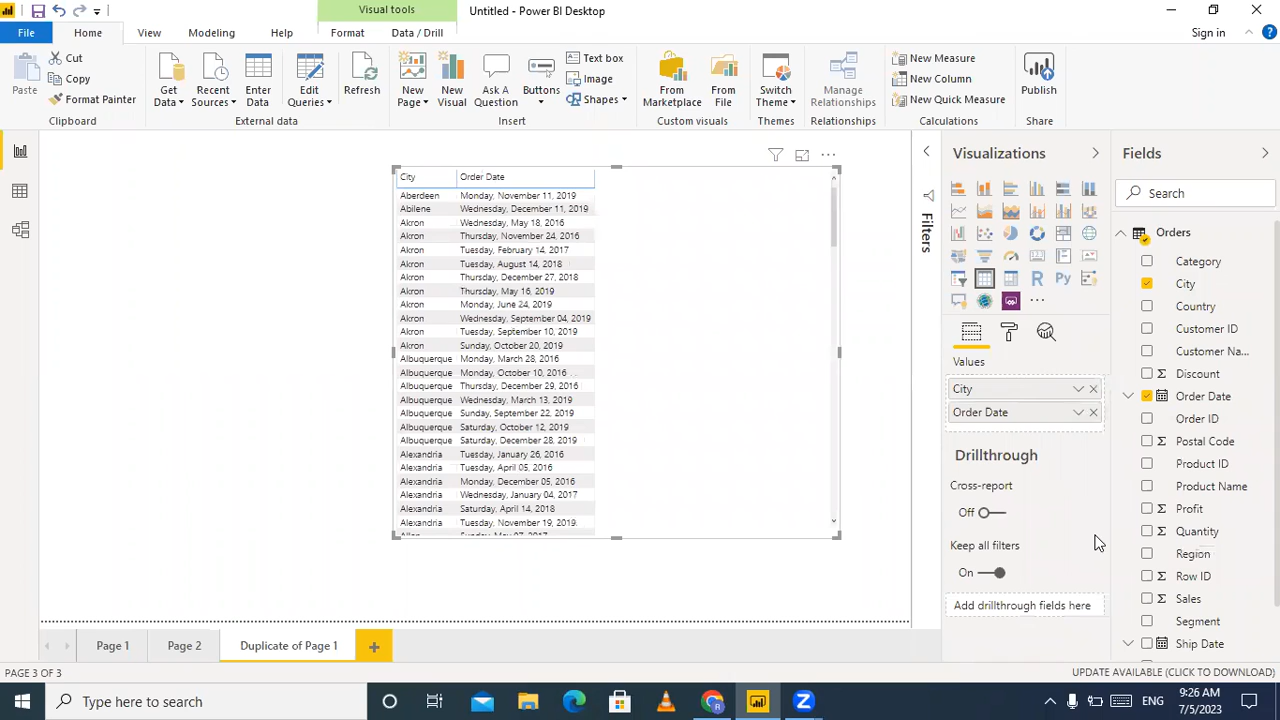 Visual tools
Untitled - Power BI Desktop
File
Home
View
Modeling
Help
Format
Data / Drill
Sign in
Paste
Cut
Copy
Format Painter
Clipboard
Get Data
Recent Sources
Enter Data
Edit Queries
Refresh
External data
New Page
New Visual
Ask A Question
Buttons
Text box
Image
Shapes
Insert
From Marketplace
From File
Custom visuals
Switch Theme
Themes
Manage Relationships
Relationships
New Measure
New Column
New Quick Measure
Calculations
Publish
Share
City Order Date
Aberdeen Monday, November 11, 2019
Abilene Wednesday, December 11, 2019
Akron Wednesday, May 18, 2016
Akron Thursday, November 24, 2016
Akron Tuesday, February 14, 2017
Akron Tuesday, August 14, 2018
Akron Thursday, December 27, 2018
Akron Thursday, May 16, 2019
Akron Monday, June 24, 2019
Akron Wednesday, September 04, 2019
Akron Tuesday, September 10, 2019
Akron Sunday, October 20, 2019
Albuquerque Monday, March 28, 2016
Albuquerque Monday, October 10, 2016
Albuquerque Thursday, December 29, 2016
Albuquerque Wednesday, March 13, 2019
Albuquerque Sunday, September 22, 2019
Albuquerque Saturday, October 12, 2019
Albuquerque Saturday, December 28, 2019
Alexandria Tuesday, January 26, 2016
Alexandria Tuesday, April 05, 2016
Alexandria Monday, December 05, 2016
Alexandria Wednesday, January 04, 2017
Alexandria Saturday, April 14, 2018
Alexandria Tuesday, November 19, 2019
Filters
Visualizations
R
Py
Values
City
Order Date
Drillthrough
Cross-report
Off
Keep all filters
On
Add drillthrough fields here
Fields
Search
Orders
Category
City
Country
Customer ID
Customer Na...
Σ Discount
Order Date
Order ID
Σ Postal Code
Product ID
Product Name
Σ Profit
Σ Quantity
Region
Σ Row ID
Σ Sales
Segment
Ship Date
Page 1
Page 2
Duplicate of Page 1
PAGE 3 OF 3
UPDATE AVAILABLE (CLICK TO DOWNLOAD)
Type here to search
ENG
9:26 AM
7/5/2023